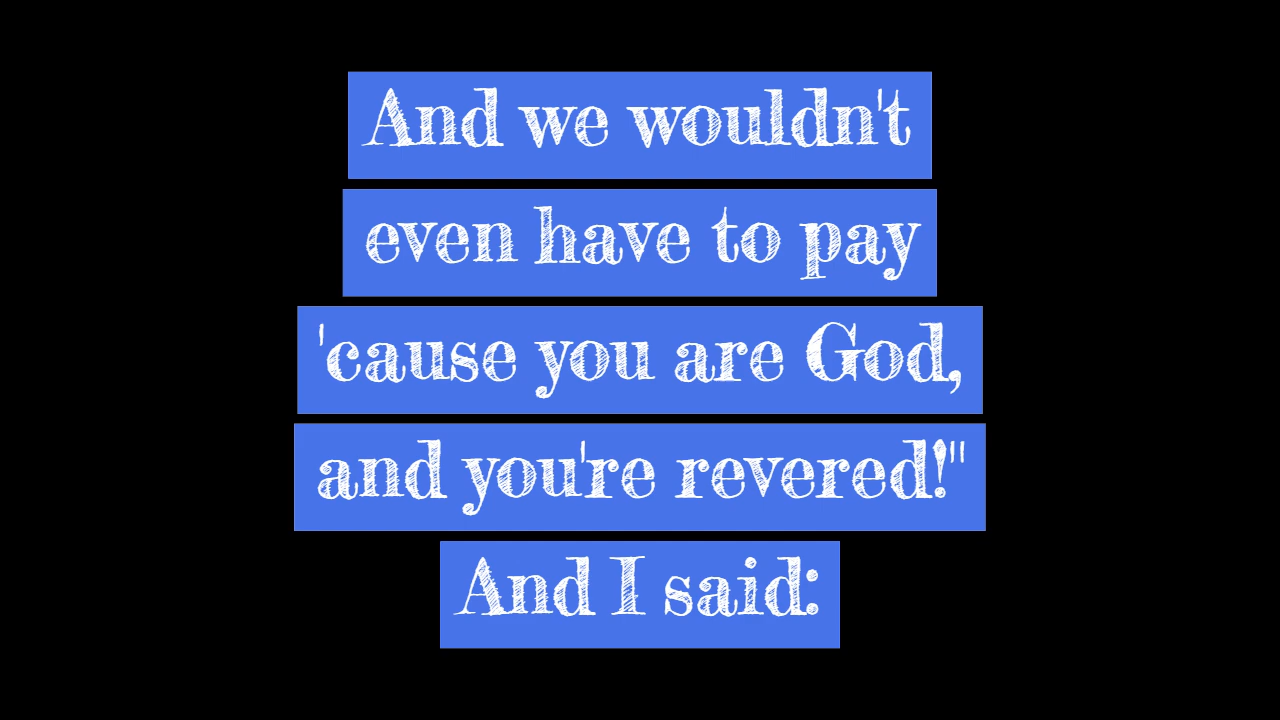 And we wouldn't
even have to pay
'cause you are God,
and you're revered!"
And I said: